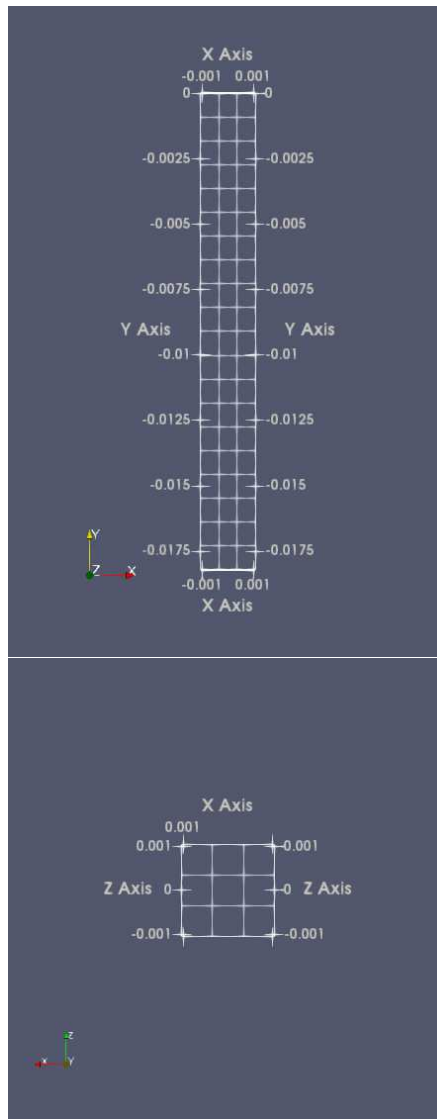 X Axis
-0.001 0.001
0 0
-0.0025 -0.0025
-0.005 -0.005
-0.0075 -0.0075
Y Axis Y Axis
-0.01 -0.01
-0.0125 -0.0125
-0.015 -0.015
Y
-0.0175 -0.0175
Z X
-0.001 0.001
X Axis
X Axis
0.001
0.001 0.001
Z Axis 0 0 Z Axis
-0.001 -0.001
Z
X Y